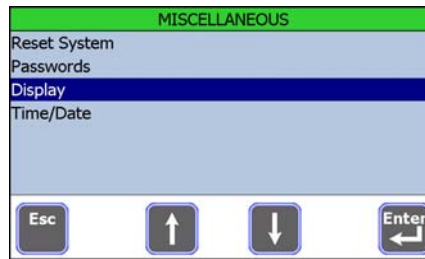 MISCELLANEOUS
Reset System
Passwords
Display
Time/Date
Esc
Enter